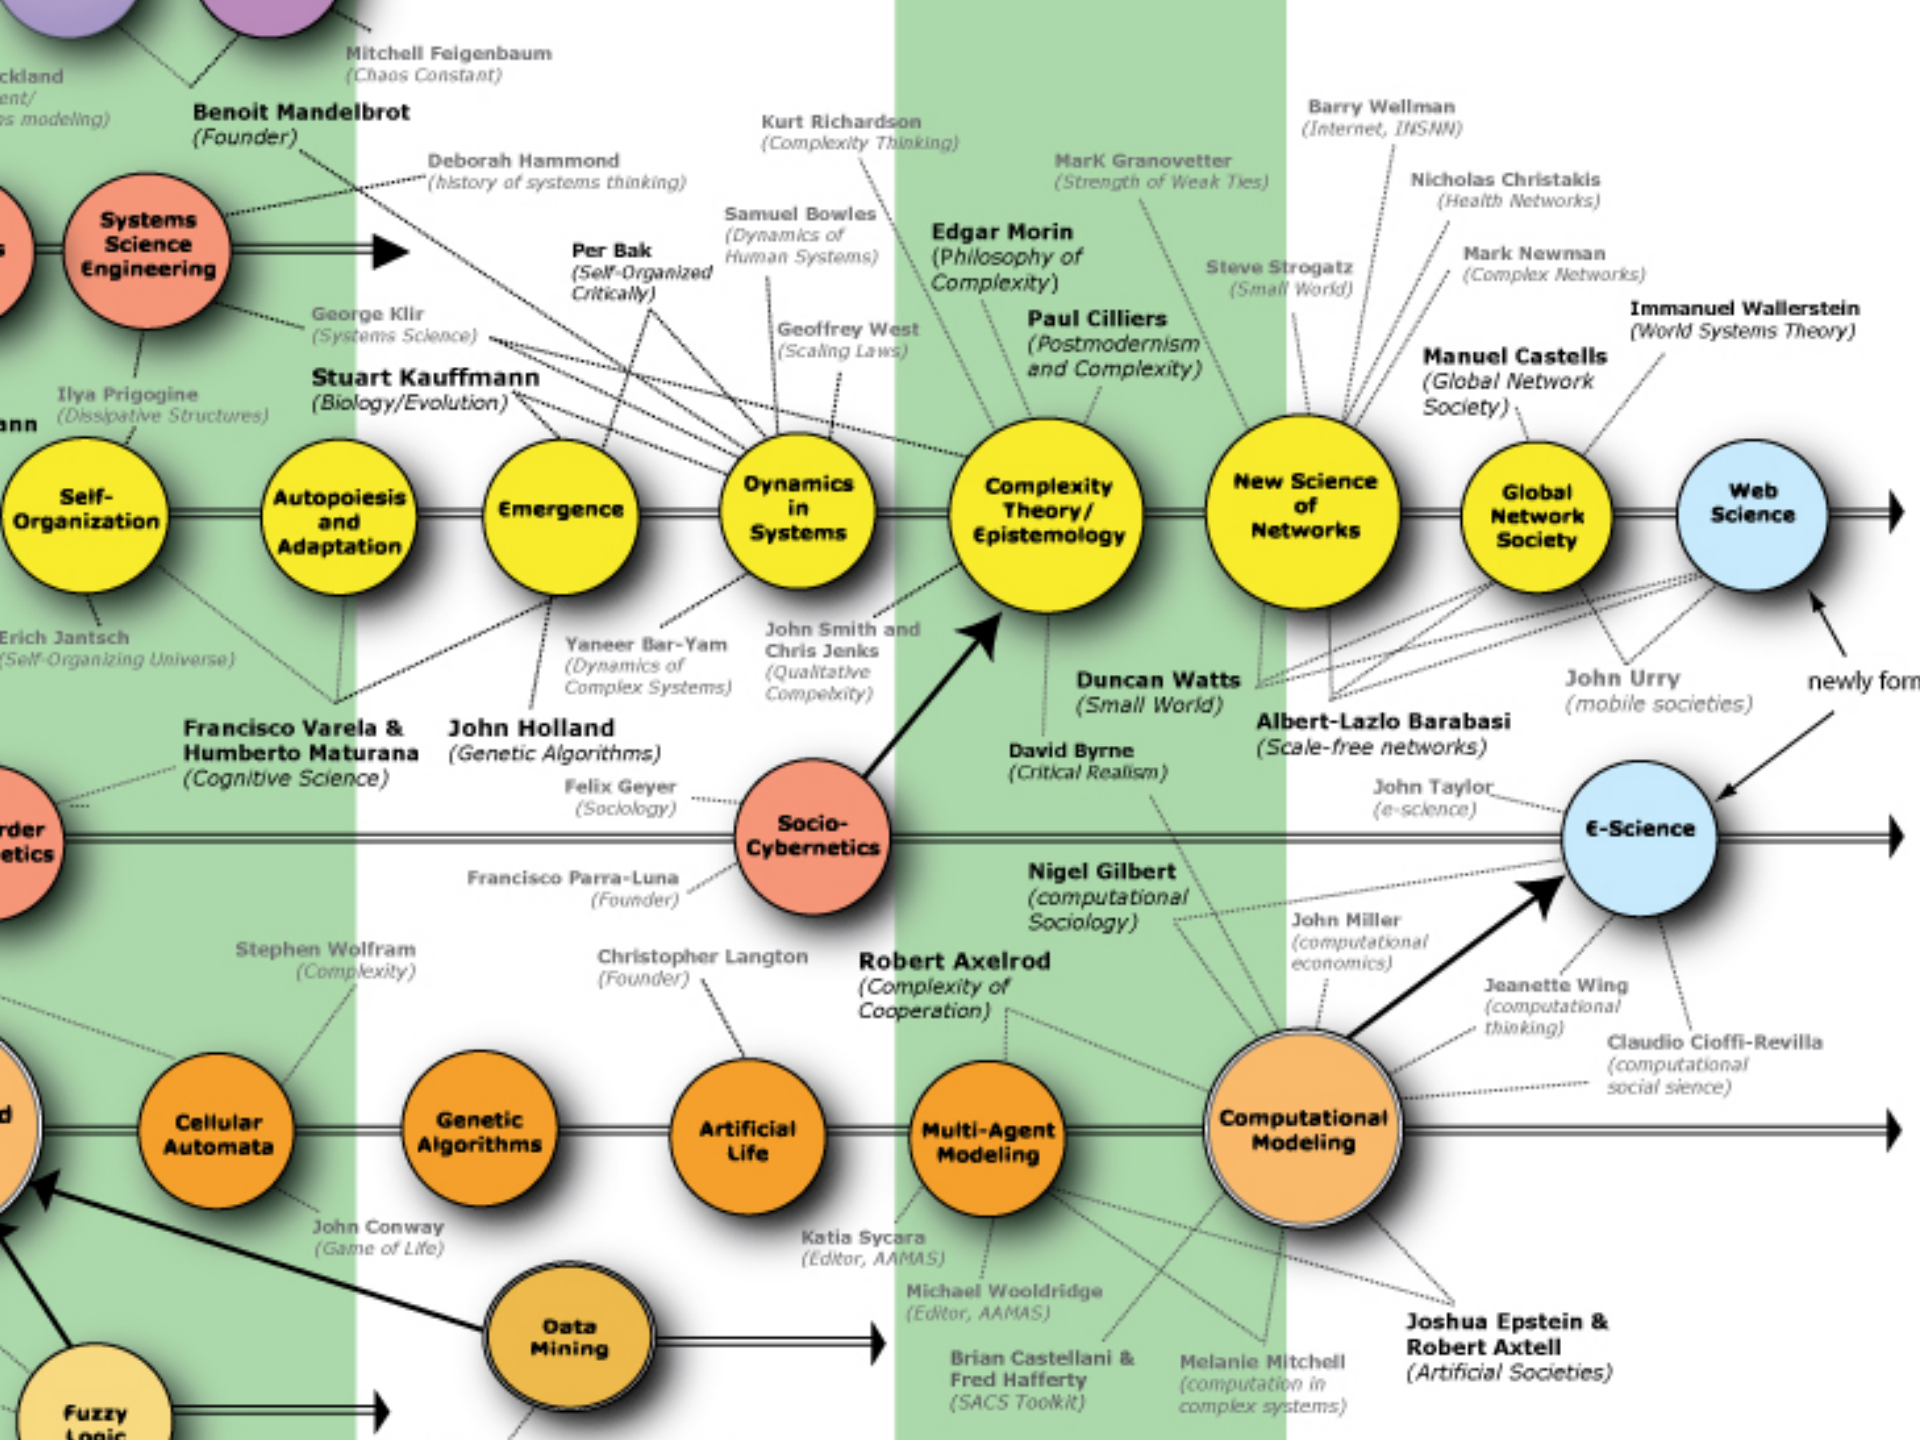 ckland
ent/
s modeling)
Mitchell Feigenbaum
(Chaos Constant)
Benoit Mandelbrot
(Founder)
Deborah Hammond
(history of systems thinking)
Systems
Science
Engineering
s
George Klir
(Systems Science)
Kurt Richardson
(Complexity Thinking)
Samuel Bowles
(Dynamics of
Human Systems)
Per Bak
(Self-Organized
Critically)
Geoffrey West
(Scaling Laws)
Edgar Morin
(Philosophy of
Complexity)
Paul Cilliers
(Postmodernism
and Complexity)
MarK Granovetter
(Strength of Weak Ties)
Barry Wellman
(Internet, INSNN)
Nicholas Christakis
(Health Networks)
Steve Strogatz
(Small World)
Mark Newman
(Complex Networks)
Immanuel Wallerstein
(World Systems Theory)
Manuel Castells
(Global Network
Society)
Ilya Prigogine
(Dissipative Structures)
ann
Stuart Kauffmann
(Biology/Evolution)
Self-
Organization
Autopoiesis
and
Adaptation
Emergence
Dynamics
in
Systems
Complexity
Theory/
Epistemology
New Science
of
Networks
Global
Network
Society
Web
Science
Erich Jantsch
(Self-Organizing Universe)
Yaneer Bar-Yam
(Dynamics of
Complex Systems)
John Smith and
Chris Jenks
(Qualitative
Compelxity)
Duncan Watts
(Small World)
Albert-Lazlo Barabasi
(Scale-free networks)
John Urry
(mobile societies)
newly form
Francisco Varela &
Humberto Maturana
(Cognitive Science)
John Holland
(Genetic Algorithms)
David Byrne
(Critical Realism)
Felix Geyer
(Sociology)
John Taylor
(e-science)
rder
etics
Socio-
Cybernetics
E-Science
Francisco Parra-Luna
(Founder)
Nigel Gilbert
(computational
Sociology)
John Miller
(computational
economics)
Stephen Wolfram
(Complexity)
Christopher Langton
(Founder)
Robert Axelrod
(Complexity of
Cooperation)
Jeanette Wing
(computational
thinking)
Claudio Cioffi-Revilla
(computational
social sience)
d
Cellular
Automata
Genetic
Algorithms
Artificial
Life
Multi-Agent
Modeling
Computational
Modeling
John Conway
(Game of Life)
Katia Sycara
(Editor, AAMAS)
Michael Wooldridge
(Editor, AAMAS)
Data
Mining
Brian Castellani &
Fred Hafferty
(SACS Toolkit)
Melanie Mitchell
(computation in
complex systems)
Joshua Epstein &
Robert Axtell
(Artificial Societies)
Fuzzy
Logic